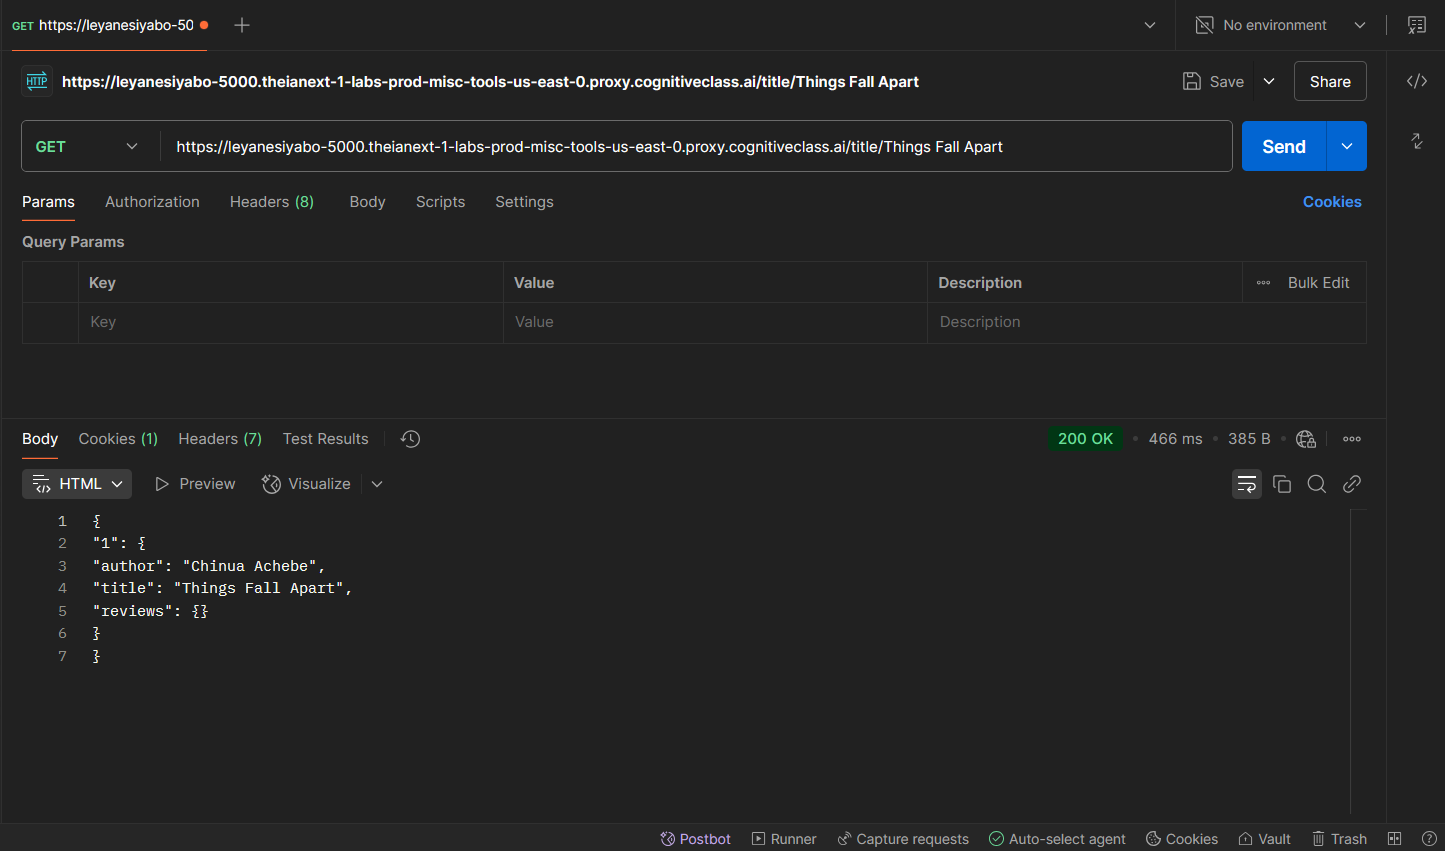 GET https://leyanesiyabo-50
No environment
HTTP https://leyanesiyabo-5000.theianext-1-labs-prod-misc-tools-us-east-0.proxy.cognitiveclass.ai/title/Things Fall Apart
Save
Share
GET
https://leyanesiyabo-5000.theianext-1-labs-prod-misc-tools-us-east-0.proxy.cognitiveclass.ai/title/Things Fall Apart
Send
Params Authorization Headers (8) Body Scripts Settings Cookies
Query Params
Key Value Description Bulk Edit
Key Value Description
Body Cookies (1) Headers (7) Test Results 200 OK • 466 ms • 385 B •
HTML Preview Visualize
1 {
2 "1": {
3 "author": "Chinua Achebe",
4 "title": "Things Fall Apart",
5 "reviews": {}
6 }
7 }
Postbot Runner Capture requests Auto-select agent Cookies Vault Trash